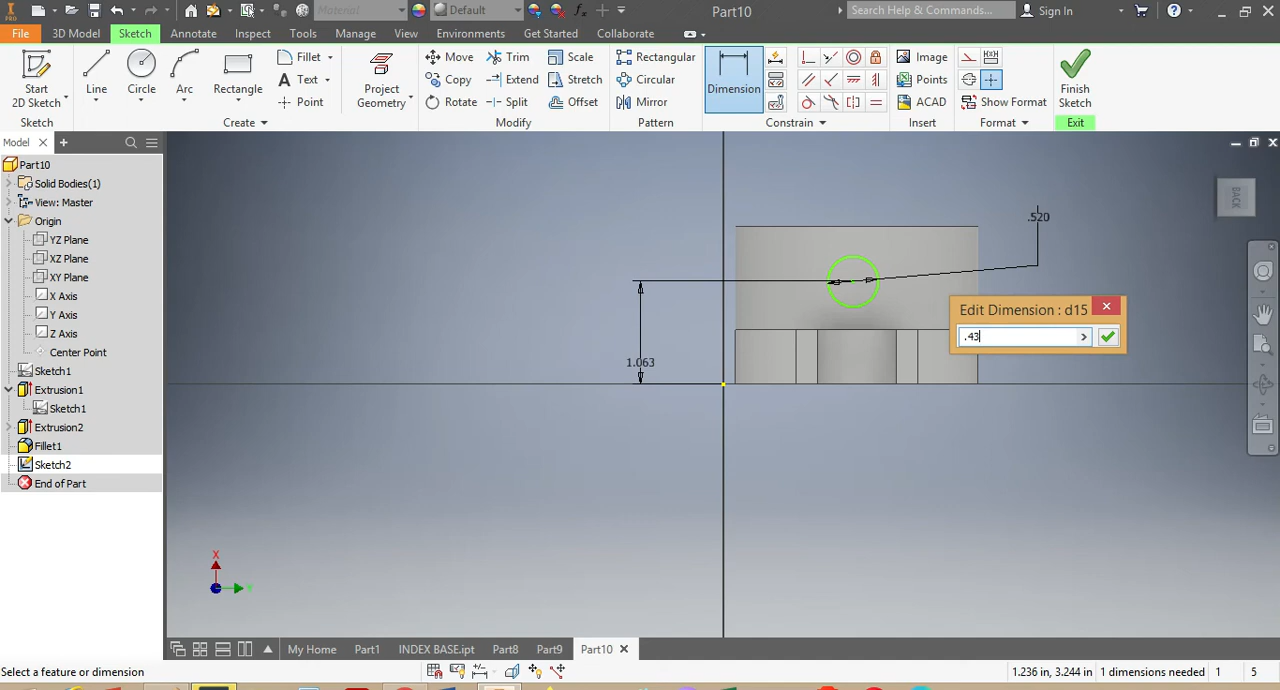 PRO
Material
Default
Part10
Search Help & Commands...
Sign In
File
3D Model
Sketch
Annotate
Inspect
Tools
Manage
View
Environments
Get Started
Collaborate
Start
2D Sketch
Line
Circle
Arc
Rectangle
Fillet
Text
Point
Project
Geometry
Move
Trim
Scale
Copy
Extend
Stretch
Rotate
Split
Offset
Rectangular
Circular
Mirror
Dimension
Image
Points
ACAD
Show Format
Finish
Sketch
Sketch
Create
Modify
Pattern
Constrain
Insert
Format
Exit
Model
Part10
Solid Bodies(1)
View: Master
Origin
YZ Plane
XZ Plane
XY Plane
X Axis
Y Axis
Z Axis
Center Point
Sketch1
Extrusion1
Sketch1
Extrusion2
Fillet1
Sketch2
End of Part
.520
1.063
BACK
Edit Dimension : d15
.43
X
My Home
Part1
INDEX BASE.ipt
Part8
Part9
Part10
Select a feature or dimension
1.236 in, 3.244 in
1 dimensions needed
1
5